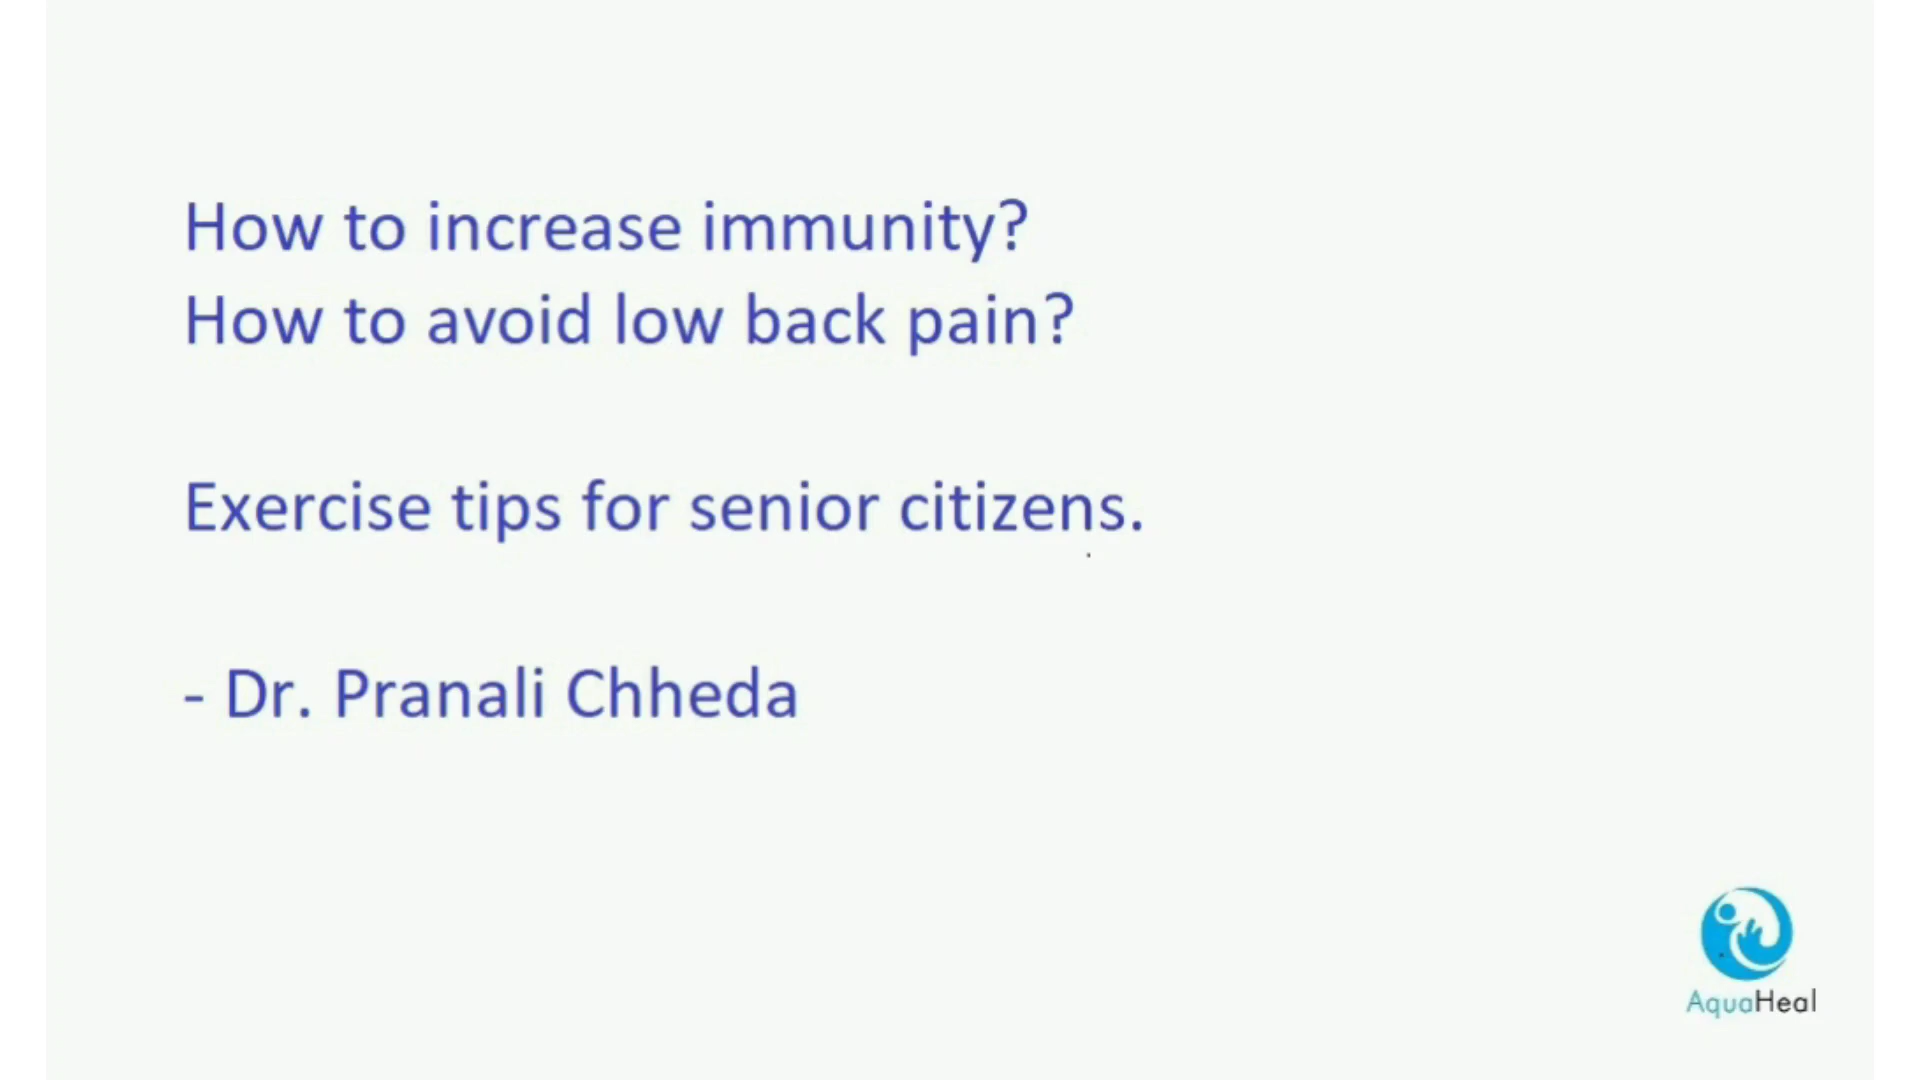 How to increase immunity?
How to avoid low back pain?
Exercise tips for senior citizens.
- Dr. Pranali Chheda
AquaHeal